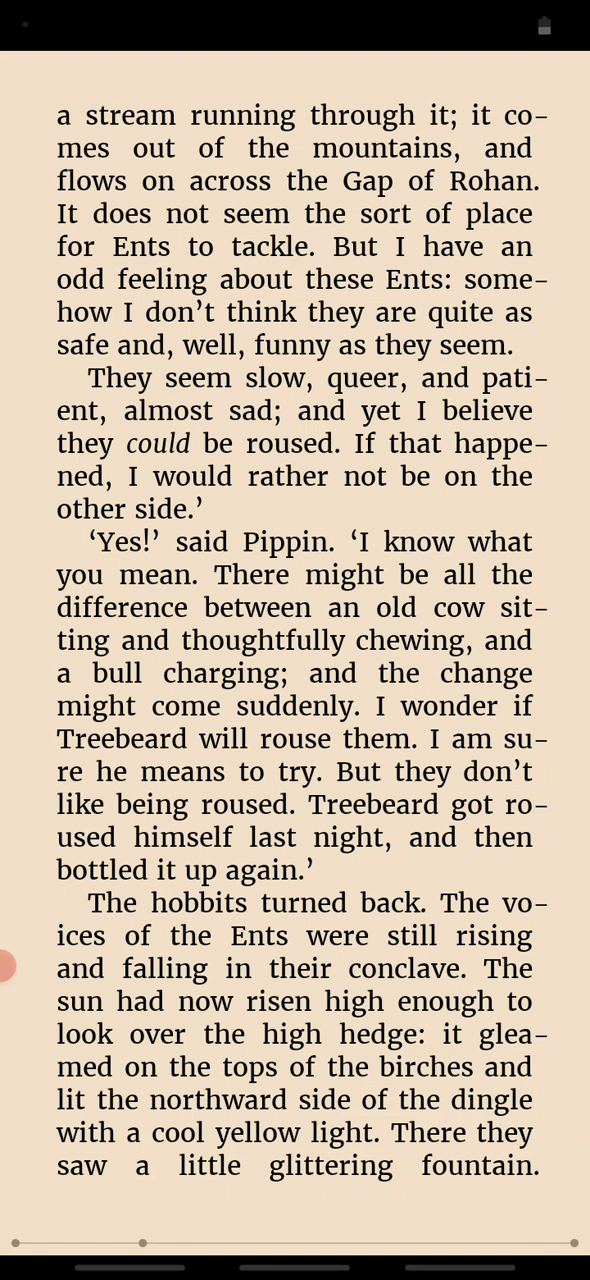 a stream running through it; it co-
mes out of the mountains, and
flows on across the Gap of Rohan.
It does not seem the sort of place
for Ents to tackle. But I have an
odd feeling about these Ents: some-
how I don’t think they are quite as
safe and, well, funny as they seem.
They seem slow, queer, and pati-
ent, almost sad; and yet I believe
they could be roused. If that happe-
ned, I would rather not be on the
other side.’
‘Yes!’ said Pippin. ‘I know what
you mean. There might be all the
difference between an old cow sit-
ting and thoughtfully chewing, and
a bull charging; and the change
might come suddenly. I wonder if
Treebeard will rouse them. I am su-
re he means to try. But they don’t
like being roused. Treebeard got ro-
used himself last night, and then
bottled it up again.’
The hobbits turned back. The vo-
ices of the Ents were still rising
and falling in their conclave. The
sun had now risen high enough to
look over the high hedge: it glea-
med on the tops of the birches and
lit the northward side of the dingle
with a cool yellow light. There they
saw a little glittering fountain.